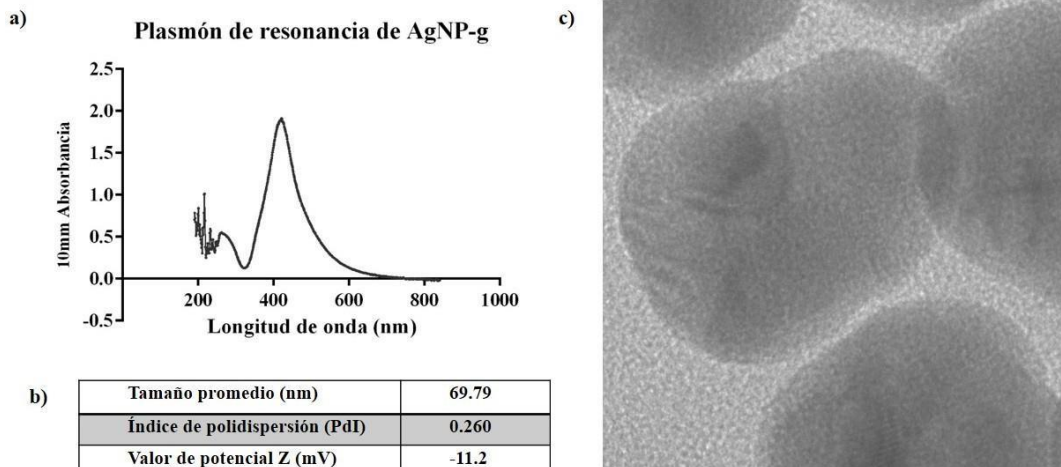 a)
Plasmón de resonancia de AgNP-g
2.5
2.0
1.5
1.0
0.5
0.0
-0.5
10mm Absorbancia
200 400 600 800 1000
Longitud de onda (nm)
b)
Tamaño promedio (nm) 69.79
Índice de polidispersión (PdI) 0.260
Valor de potencial Z (mV) -11.2
c)